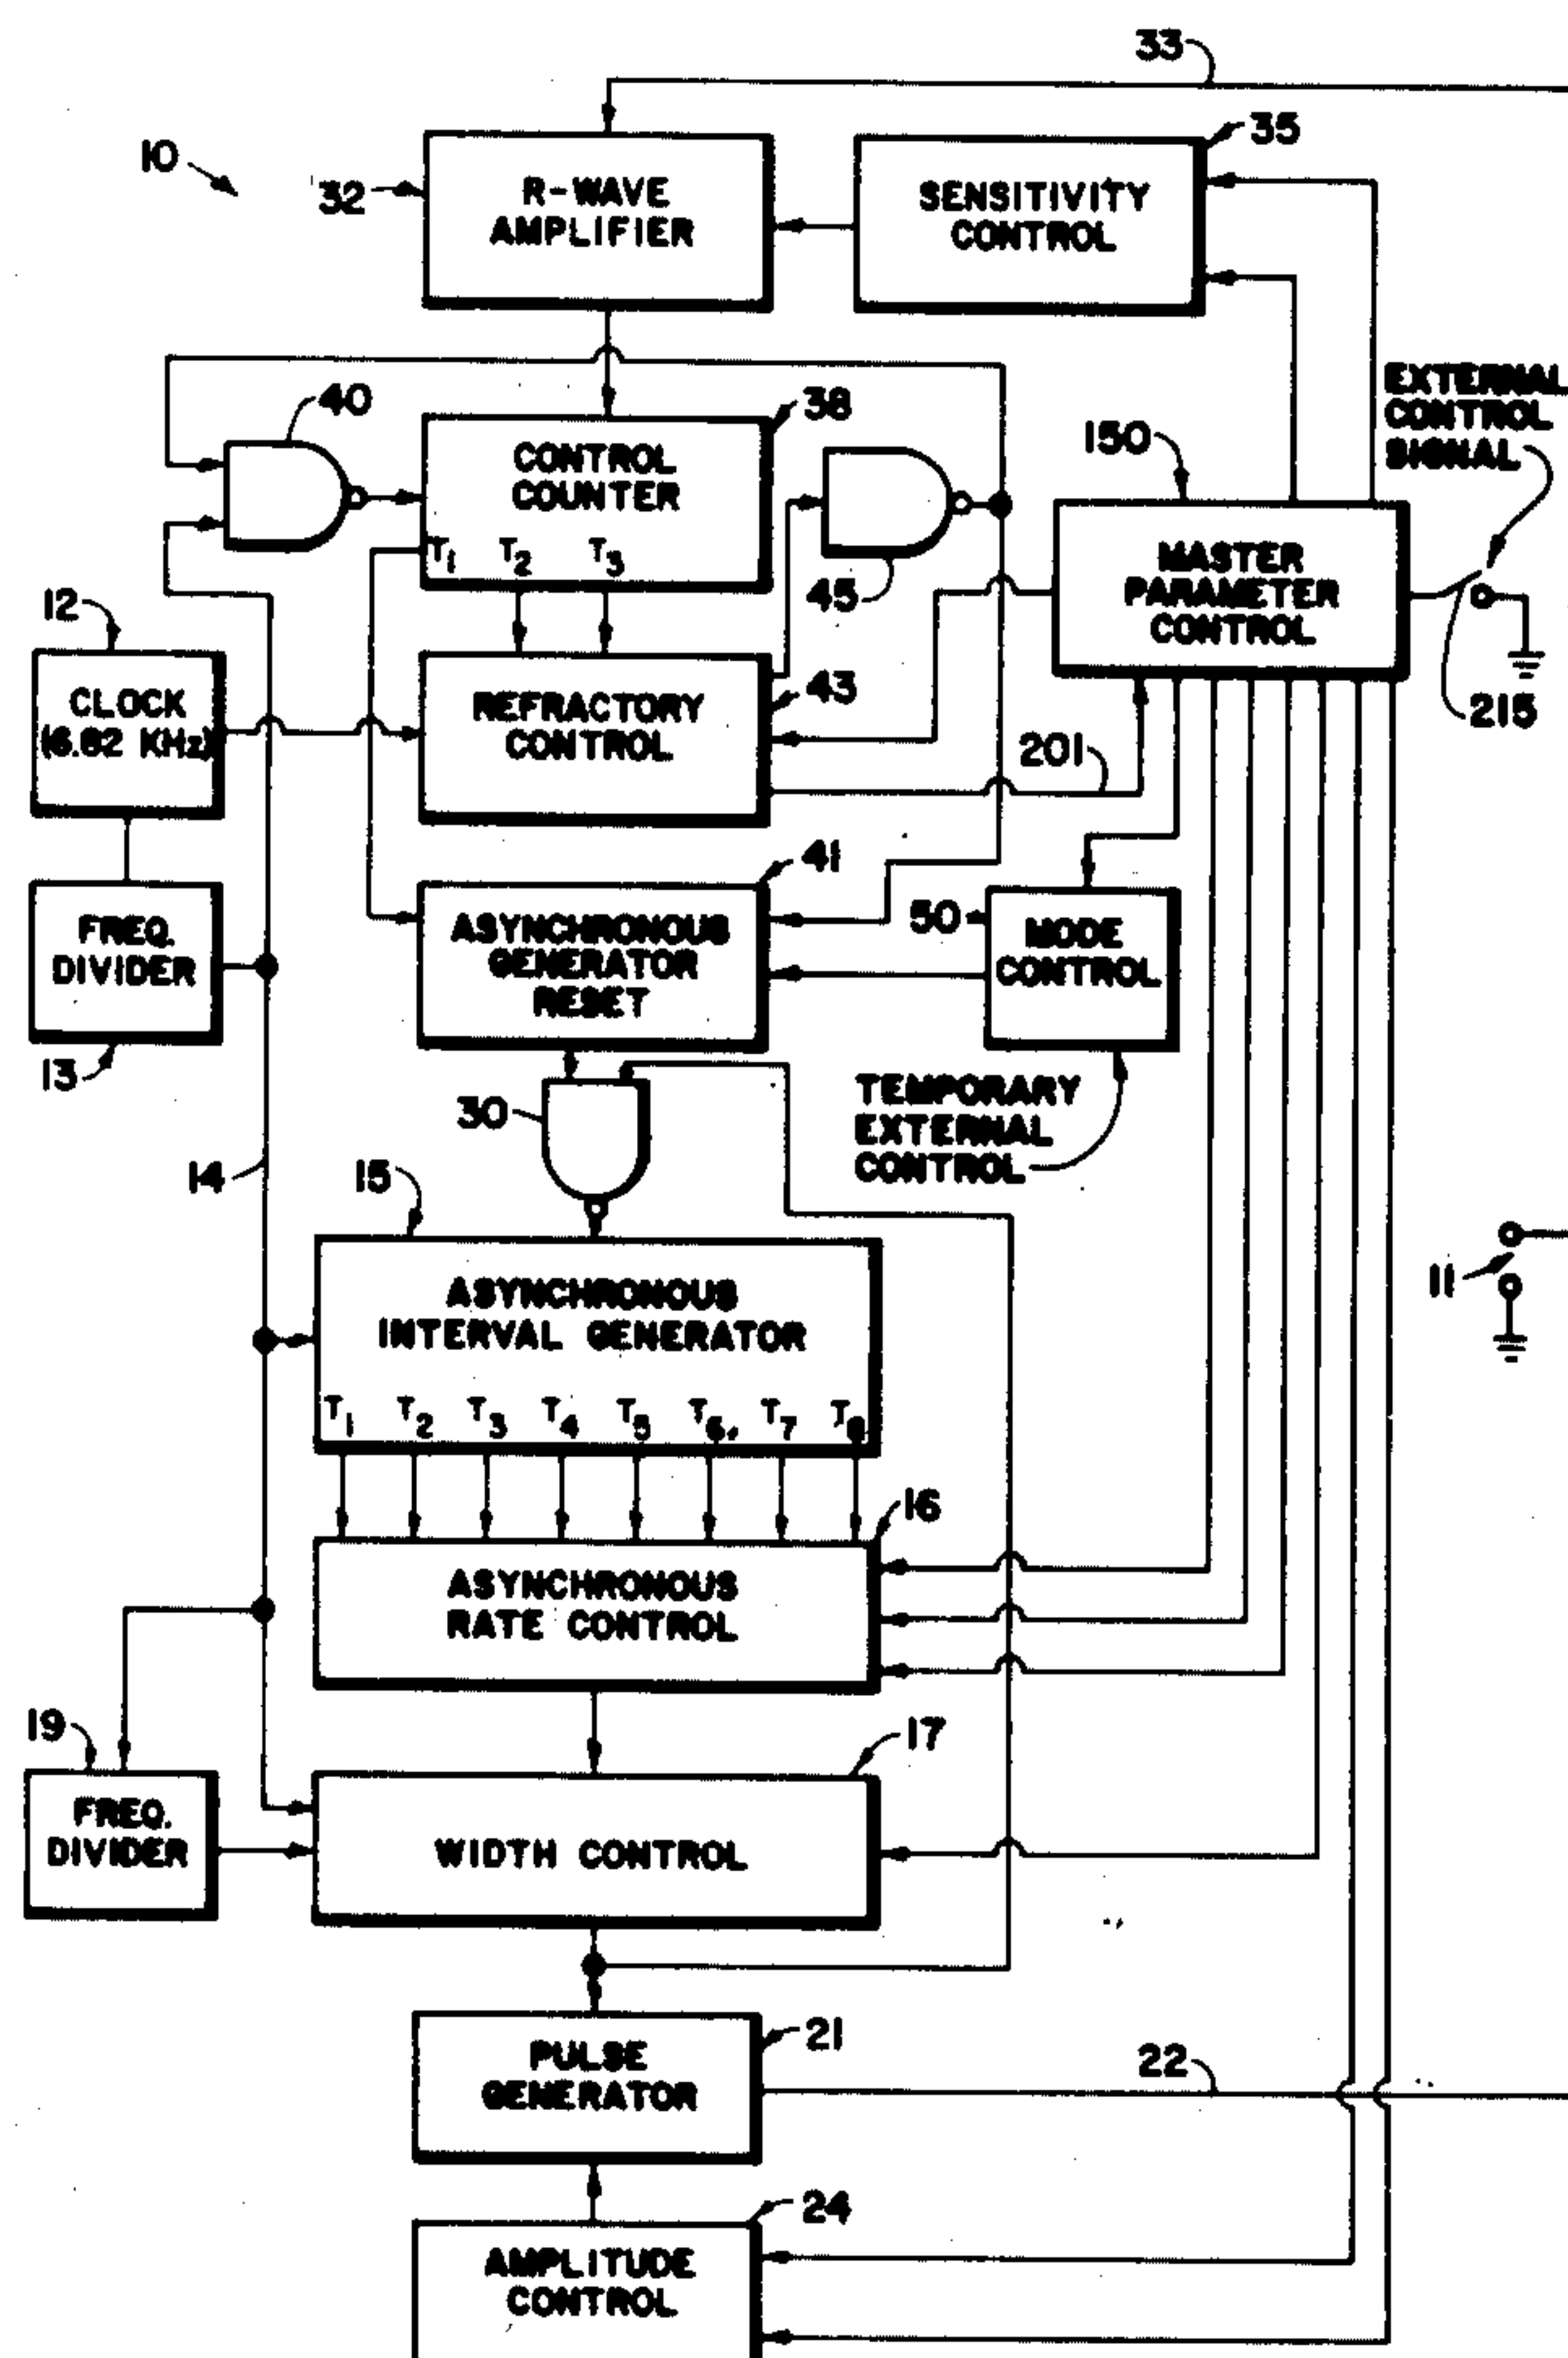 33
10
32
R-WAVE
AMPLIFIER
35
SENSITIVITY
CONTROL
EXTERNAL
CONTROL
SIGNAL
40
38
CONTROL
COUNTER
T1 T2 T3
45
150
MASTER
PARAMETER
CONTROL
215
12
CLOCK
(6.82 KHz)
43
REFRACTORY
CONTROL
201
41
ASYNCHRONOUS
GENERATOR
RESET
50
MODE
CONTROL
FREQ.
DIVIDER
13
30
TEMPORARY
EXTERNAL
CONTROL
14
15
11
ASYNCHRONOUS
INTERVAL GENERATOR
T1 T2 T3 T4 T5 T6 T7 T8
16
ASYNCHRONOUS
RATE CONTROL
19
17
FREQ.
DIVIDER
WIDTH CONTROL
21
PULSE
GENERATOR
22
24
AMPLITUDE
CONTROL